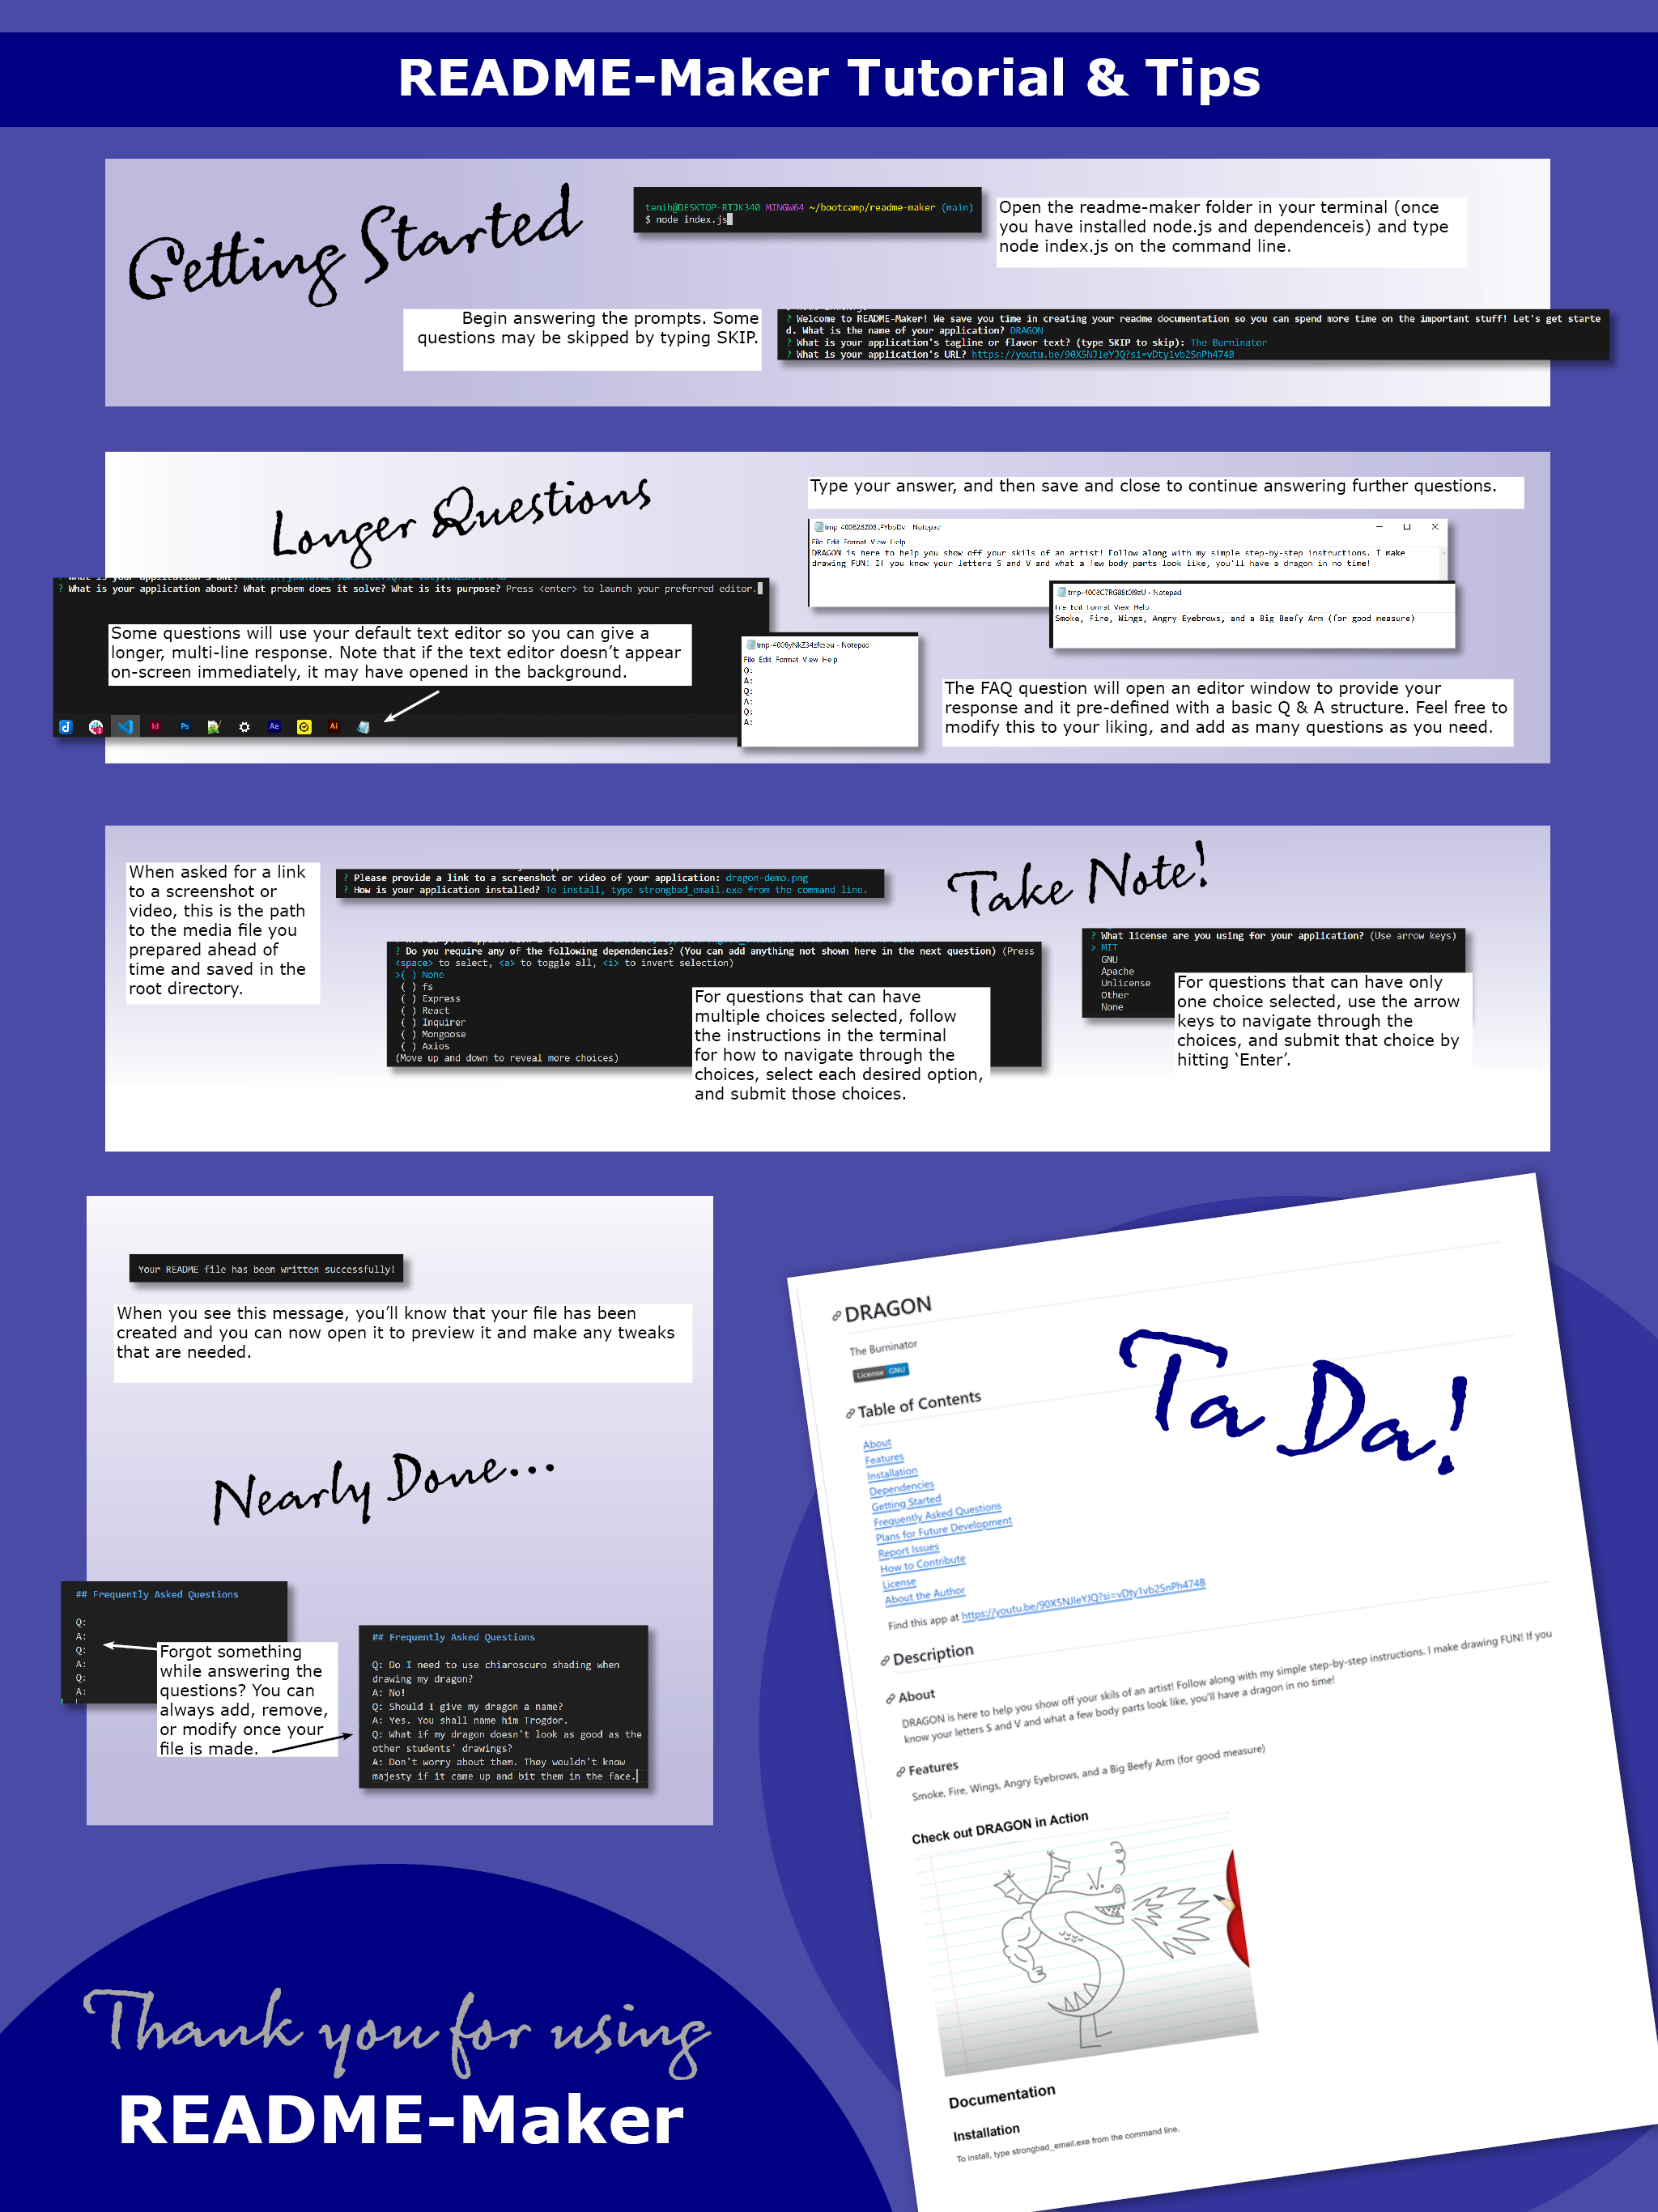 README-Maker Tutorial & Tips
Getting Started
tenib@DESKTOP-RTJK340 MINGW64 ~/bootcamp/readme-maker (main)
$ node index.js
Open the readme-maker folder in your terminal (once
you have installed node.js and dependenceis) and type
node index.js on the command line.
Begin answering the prompts. Some
questions may be skipped by typing SKIP.
? Welcome to README-Maker! We save you time in creating your readme documentation so you can spend more time on the important stuff! Let's get starte
d. What is the name of your application? DRAGON
? What is your application's tagline or flavor text? (type SKIP to skip): The Burninator
? What is your application's URL? https://youtu.be/90X5NJleYJQ?si=vDty1vb2SnPh474B
Longer Questions
Type your answer, and then save and close to continue answering further questions.
Notepad
File Edit Format View Help
DRAGON is here to help you show off your skils of an artist! Follow along with my simple step-by-step instructions. I make
drawing FUN! If you know your letters S and V and what a few body parts look like, you'll have a dragon in no time!
? What is your application about? What probem does it solve? What is its purpose? Press <enter> to launch your preferred editor.
Notepad
File Edit Format View Help
Smoke, Fire, Wings, Angry Eyebrows, and a Big Beefy Arm (for good measure)
Some questions will use your default text editor so you can give a
longer, multi-line response. Note that if the text editor doesn't appear
on-screen immediately, it may have opened in the background.
Notepad
File Edit Format View Help
Q:
A:
Q:
A:
Q:
A:
The FAQ question will open an editor window to provide your
response and it pre-defined with a basic Q & A structure. Feel free to
modify this to your liking, and add as many questions as you need.
Id Ps Ae Ai
Take Note!
When asked for a link
to a screenshot or
video, this is the path
to the media file you
prepared ahead of
time and saved in the
root directory.
? Please provide a link to a screenshot or video of your application: dragon-demo.png
? How is your application installed? To install, type strongbad_email.exe from the command line.
? Do you require any of the following dependencies? (You can add anything not shown here in the next question) (Press
<space> to select, <a> to toggle all, <i> to invert selection)
>( ) None
( ) fs
( ) Express
( ) React
( ) Inquirer
( ) Mongoose
( ) Axios
(Move up and down to reveal more choices)
For questions that can have
multiple choices selected, follow
the instructions in the terminal
for how to navigate through the
choices, select each desired option,
and submit those choices.
? What license are you using for your application? (Use arrow keys)
> MIT
GNU
Apache
Unlicense
Other
None
For questions that can have only
one choice selected, use the arrow
keys to navigate through the
choices, and submit that choice by
hitting ‘Enter’.
Your README file has been written successfully!
When you see this message, you’ll know that your file has been
created and you can now open it to preview it and make any tweaks
that are needed.
Nearly Done...
## Frequently Asked Questions
Q:
A:
Q:
A:
Q:
A:
Forgot something
while answering the
questions? You can
always add, remove,
or modify once your
file is made.
## Frequently Asked Questions
Q: Do I need to use chiaroscuro shading when
drawing my dragon?
A: No!
Q: Should I give my dragon a name?
A: Yes. You shall name him Trogdor.
Q: What if my dragon doesn't look as good as the
other students' drawings?
A: Don't worry about them. They wouldn't know
majesty if it came up and bit them in the face.
Ta Da!
DRAGON
The Burninator
License GNU
Table of Contents
About
Features
Installation
Dependencies
Getting Started
Frequently Asked Questions
Plans for Future Development
Report Issues
How to Contribute
License
About the Author
Find this app at https://youtu.be/90X5NJleYJQ?si=vDty1vb2SnPh474B
Description
About
DRAGON is here to help you show off your skils of an artist! Follow along with my simple step-by-step instructions. I make drawing FUN! If you
know your letters S and V and what a few body parts look like, you'll have a dragon in no time!
Features
Smoke, Fire, Wings, Angry Eyebrows, and a Big Beefy Arm (for good measure)
Check out DRAGON in Action
Documentation
Installation
To install, type strongbad_email.exe from the command line.
Thank you for using
README-Maker